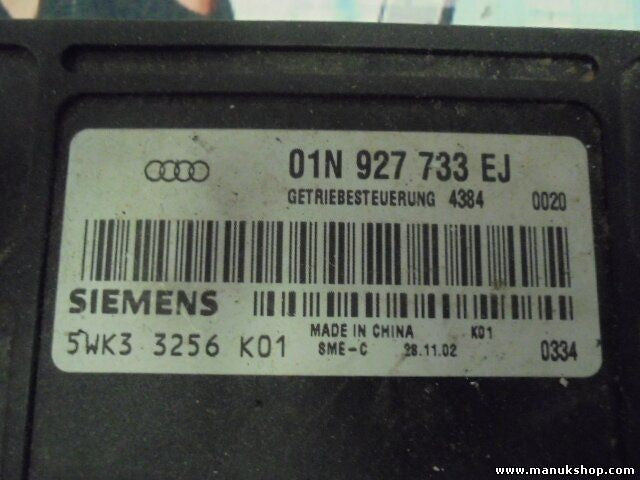 01N 927 733 EJ
GETRIEBESTEUERUNG 4384 0020
SIEMENS
MADE IN CHINA K01
5WK3 3256 K01 SME-C 28.11.02 0334
www.manukshop.com